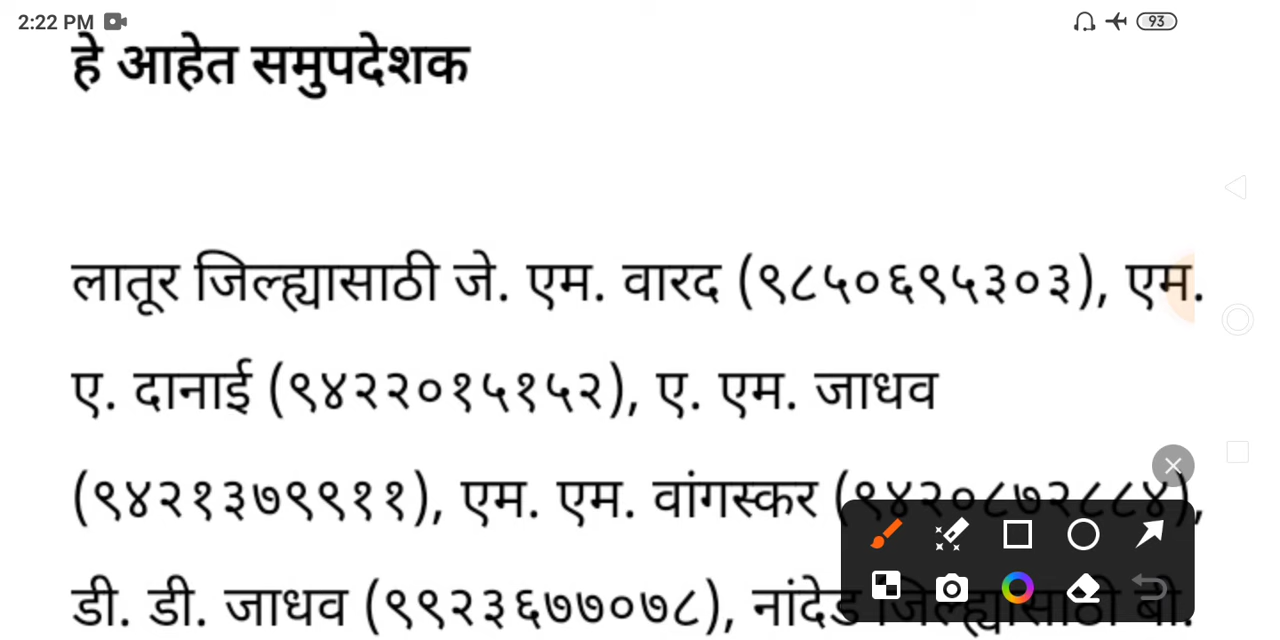 2:22 PM
93
हे आहेत समुपदेशक
लातूर जिल्ह्यासाठी जे. एम. वारद (९८५०६९५३०३), एम.
ए. दानाई (९४२२०१५१५२), ए. एम. जाधव
(९४२१३७९९११), एम. एम. वांगस्कर (९४२०८७२८८४),
डी. डी. जाधव (९९२३६७७०७८), नांदेड जिल्ह्यासाठी बी.